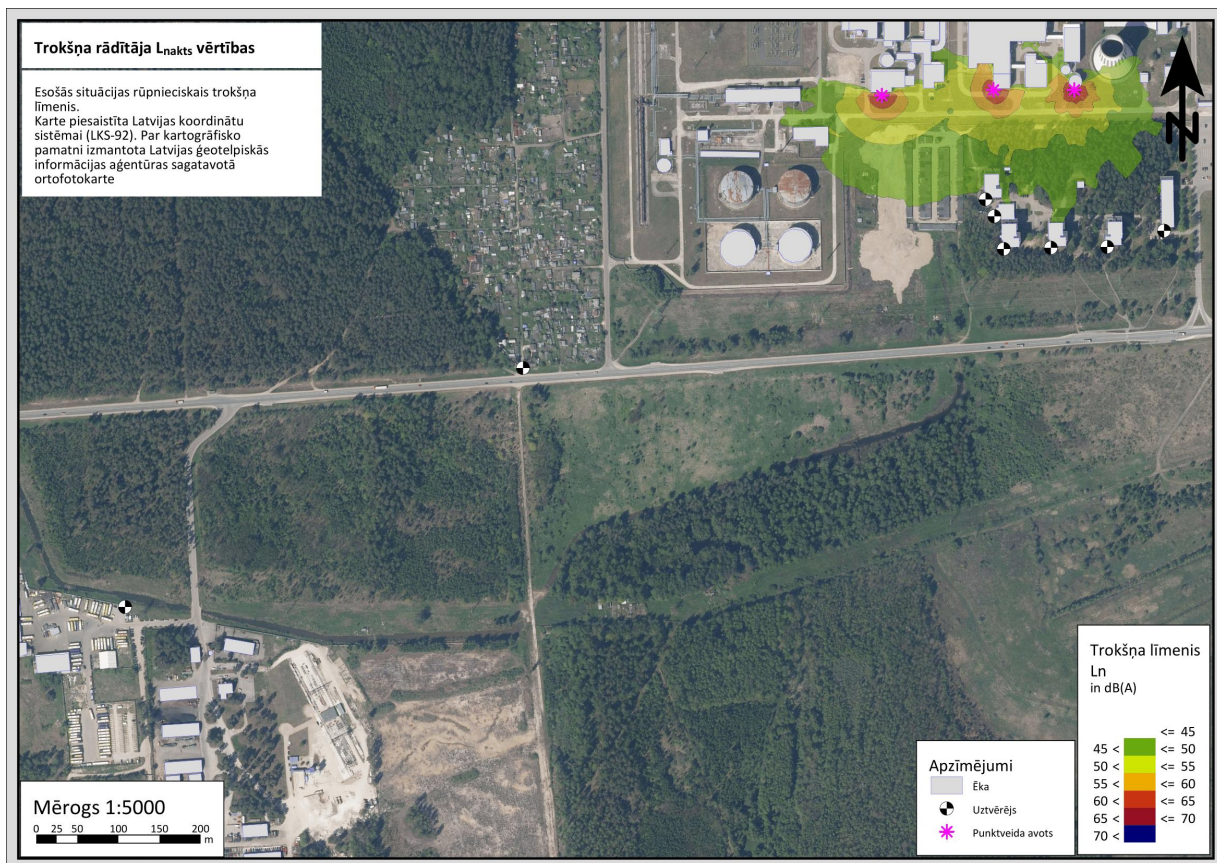 Trokšņa rādītāja Lnakts vērtības
Esošās situācijas rūpnieciskais trokšņa
līmenis.
Karte piesaistīta Latvijas koordinātu
sistēmai (LKS-92). Par kartogrāfisko
pamatni izmantota Latvijas ģeotelpiskās
informācijas aģentūras sagatavotā
ortofotokarte
N
Mērogs 1:5000
0 25 50 100 150 200
m
Apzīmējumi
Ēka
Uztvērējs
Punktveida avots
Trokšņa līmenis
Ln
in dB(A)
<= 45
45 < <= 50
50 < <= 55
55 < <= 60
60 < <= 65
65 < <= 70
70 <